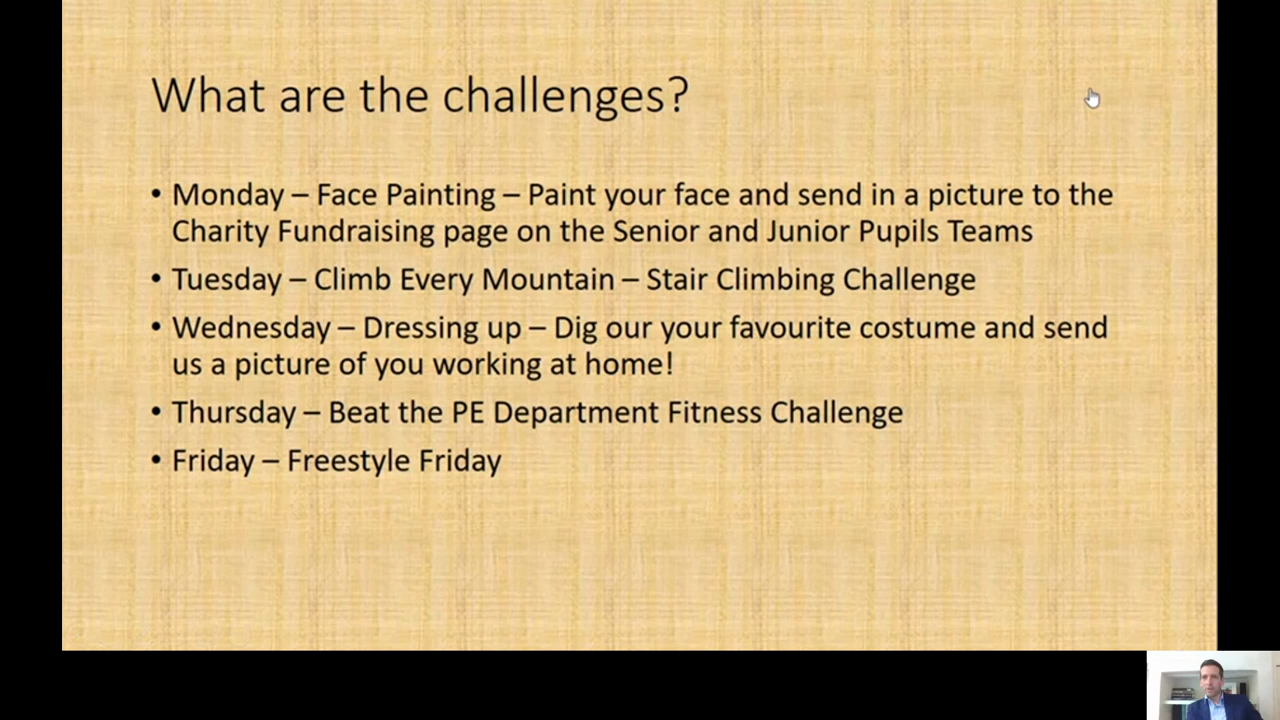 What are the challenges?
• Monday – Face Painting – Paint your face and send in a picture to the
Charity Fundraising page on the Senior and Junior Pupils Teams
• Tuesday – Climb Every Mountain – Stair Climbing Challenge
• Wednesday – Dressing up – Dig our your favourite costume and send
us a picture of you working at home!
• Thursday – Beat the PE Department Fitness Challenge
• Friday – Freestyle Friday